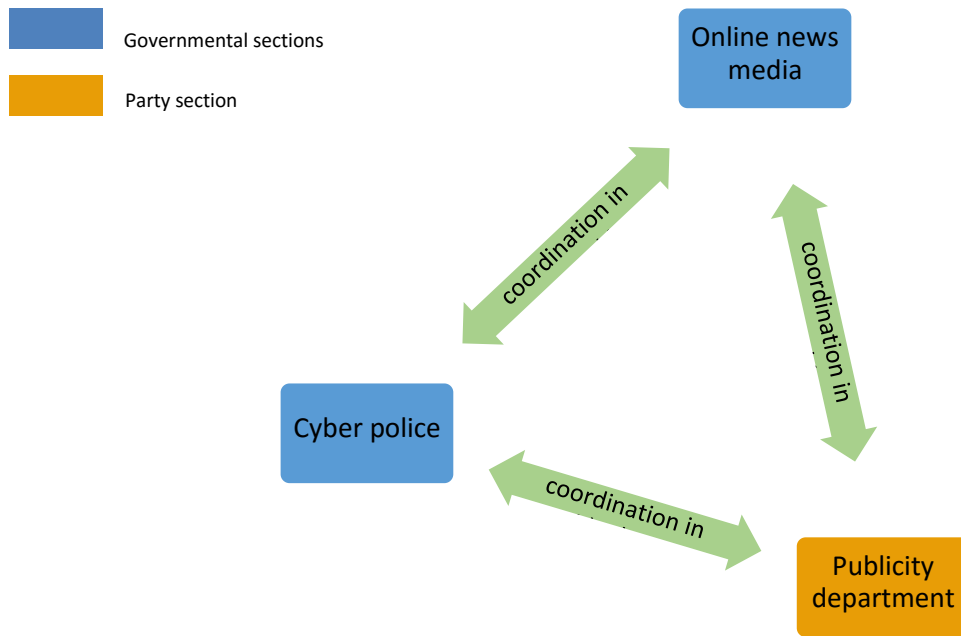 Governmental sections
Party section
Online news
media
coordination in
coordination in
Cyber police
coordination in
Publicity
department